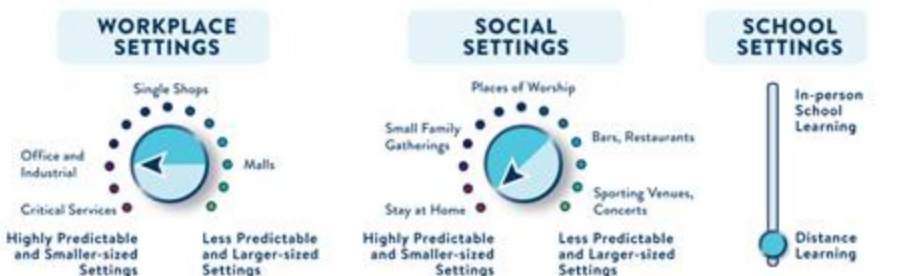 WORKPLACE
SETTINGS
Single Shops
Office and
Industrial
Malls
Critical Services
Highly Predictable
and Smaller-sized
Settings
Less Predictable
and Larger-sized
Settings
SOCIAL
SETTINGS
Places of Worship
Small Family
Gatherings
Bars, Restaurants
Sporting Venues,
Concerts
Stay at Home
Highly Predictable
and Smaller-sized
Settings
Less Predictable
and Larger-sized
Settings
SCHOOL
SETTINGS
In-person
School
Learning
Distance
Learning